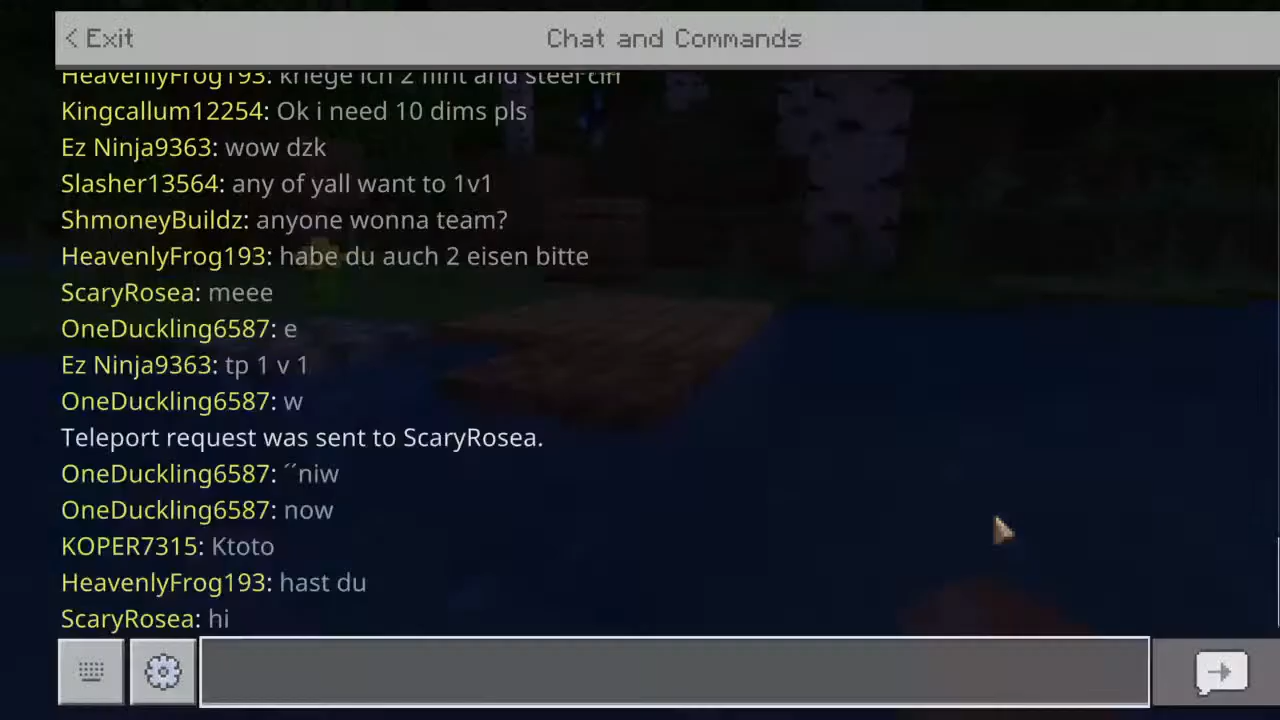 < Exit
Chat and Commands
HeavenlyFrog193: kriege ich 2 flint and steel
Kingcallum12254: Ok i need 10 dims pls
Ez Ninja9363: wow dzk
Slasher13564: any of yall want to 1v1
ShmoneyBuildz: anyone wonna team?
HeavenlyFrog193: habe du auch 2 eisen bitte
ScaryRosea: meee
OneDuckling6587: e
Ez Ninja9363: tp 1 v 1
OneDuckling6587: w
Teleport request was sent to ScaryRosea.
OneDuckling6587: ´´niw
OneDuckling6587: now
KOPER7315: Ktoto
HeavenlyFrog193: hast du
ScaryRosea: hi